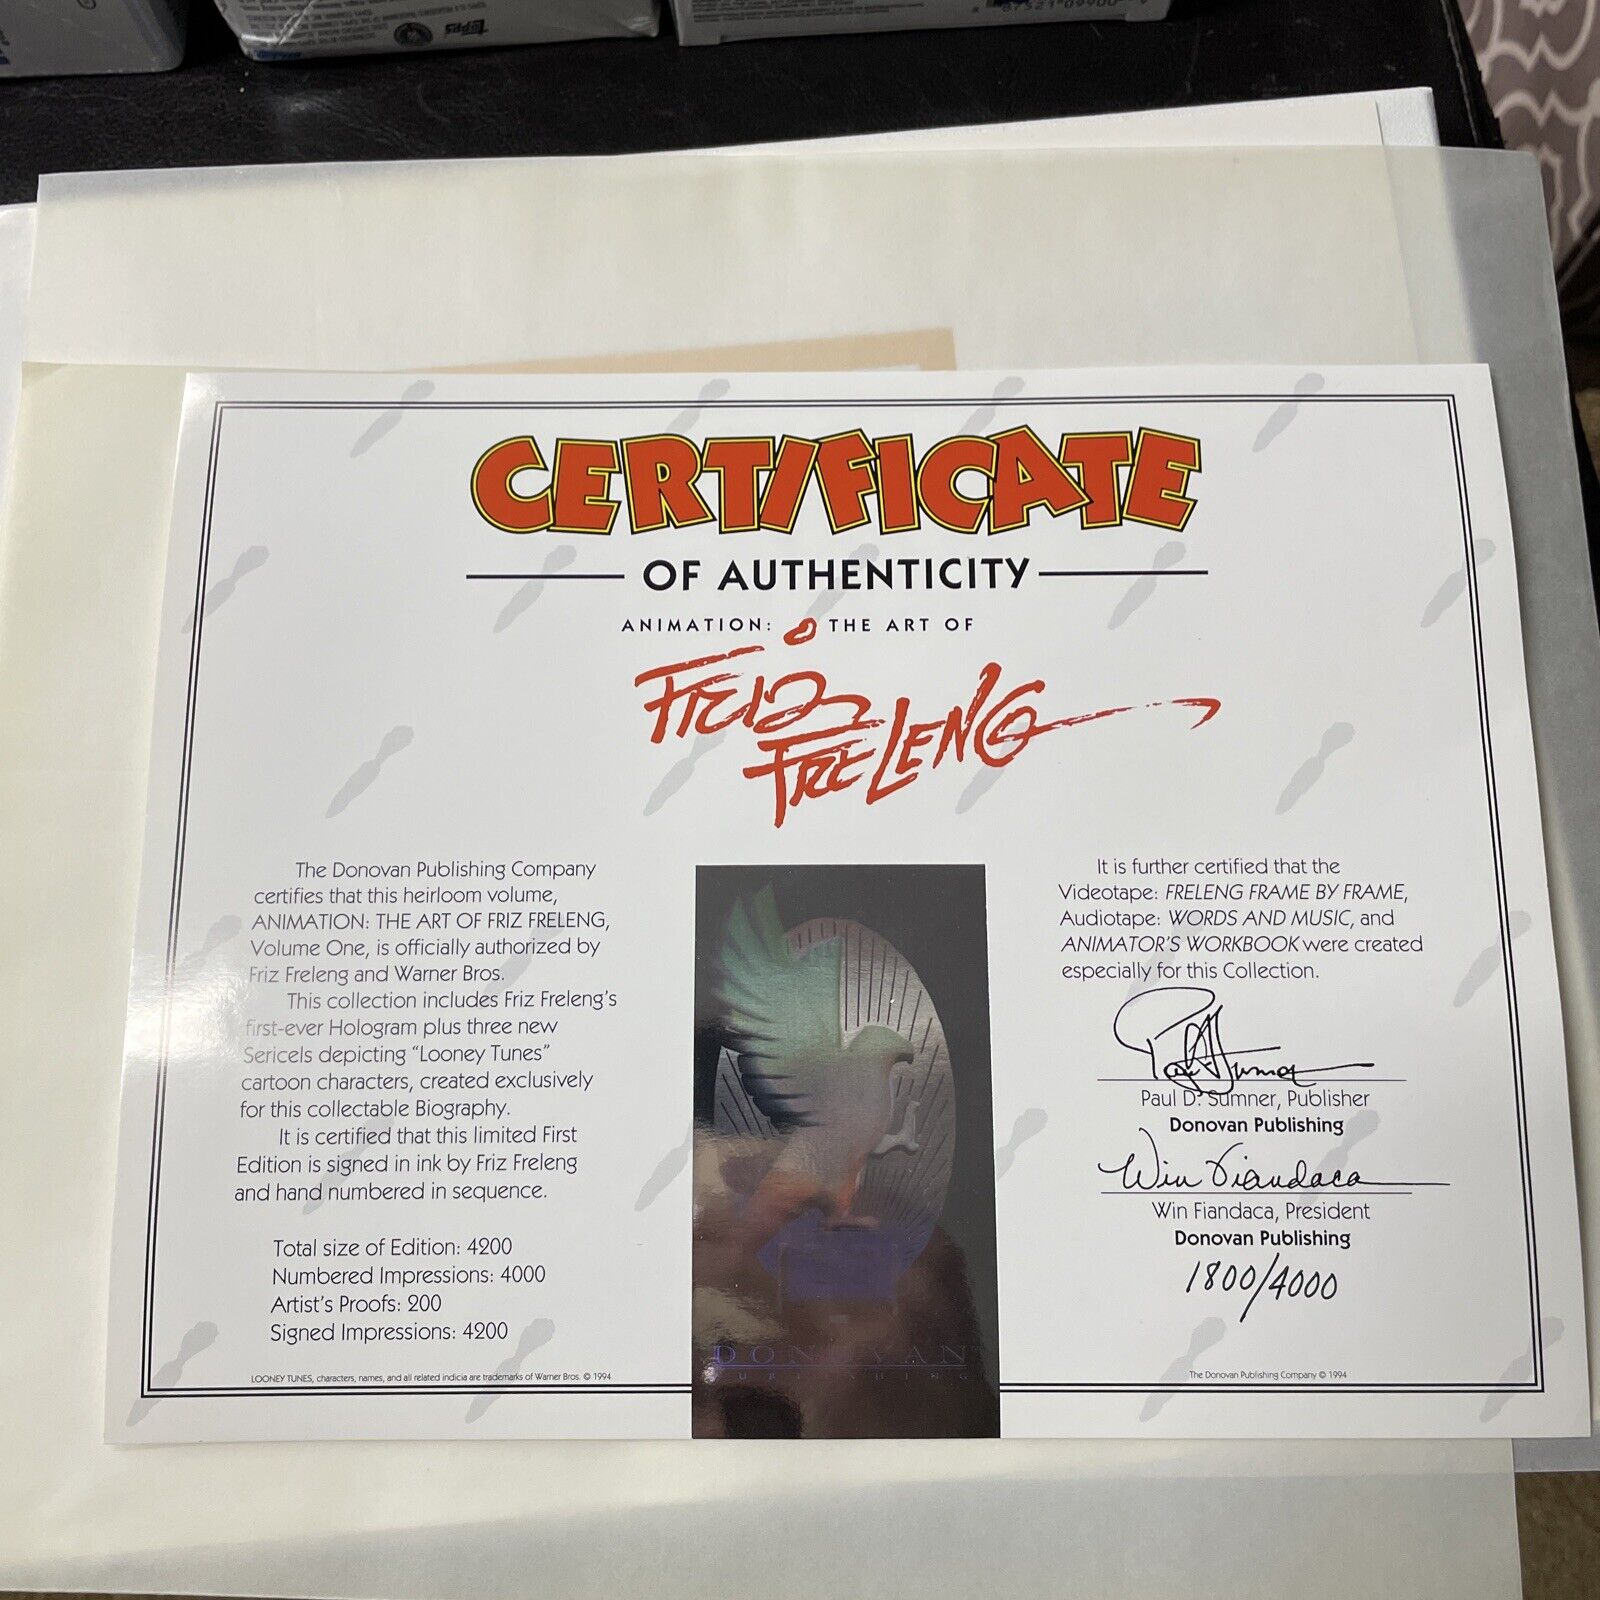 Topps
87521 09900 9
CERTIFICATE
OF AUTHENTICITY
ANIMATION: THE ART OF
FRIZ
FRELENG
The Donovan Publishing Company
certifies that this heirloom volume,
ANIMATION: THE ART OF FRIZ FRELENG,
Volume One, is officially authorized by
Friz Freleng and Warner Bros.
This collection includes Friz Freleng's
first-ever Hologram plus three new
Sericels depicting "Looney Tunes"
cartoon characters, created exclusively
for this collectable Biography.
It is certified that this limited First
Edition is signed in ink by Friz Freleng
and hand numbered in sequence.
Total size of Edition: 4200
Numbered Impressions: 4000
Artist's Proofs: 200
Signed Impressions: 4200
LOONEY TUNES, characters, names, and all related indicia are trademarks of Warner Bros. © 1994
DONOVAN
PUBLISHING
It is further certified that the
Videotape: FRELENG FRAME BY FRAME,
Audiotape: WORDS AND MUSIC, and
ANIMATOR'S WORKBOOK were created
especially for this Collection.
Paul D. Sumner, Publisher
Donovan Publishing
Win Fiandaca
Win Fiandaca, President
Donovan Publishing
1800/4000
The Donovan Publishing Company © 1994